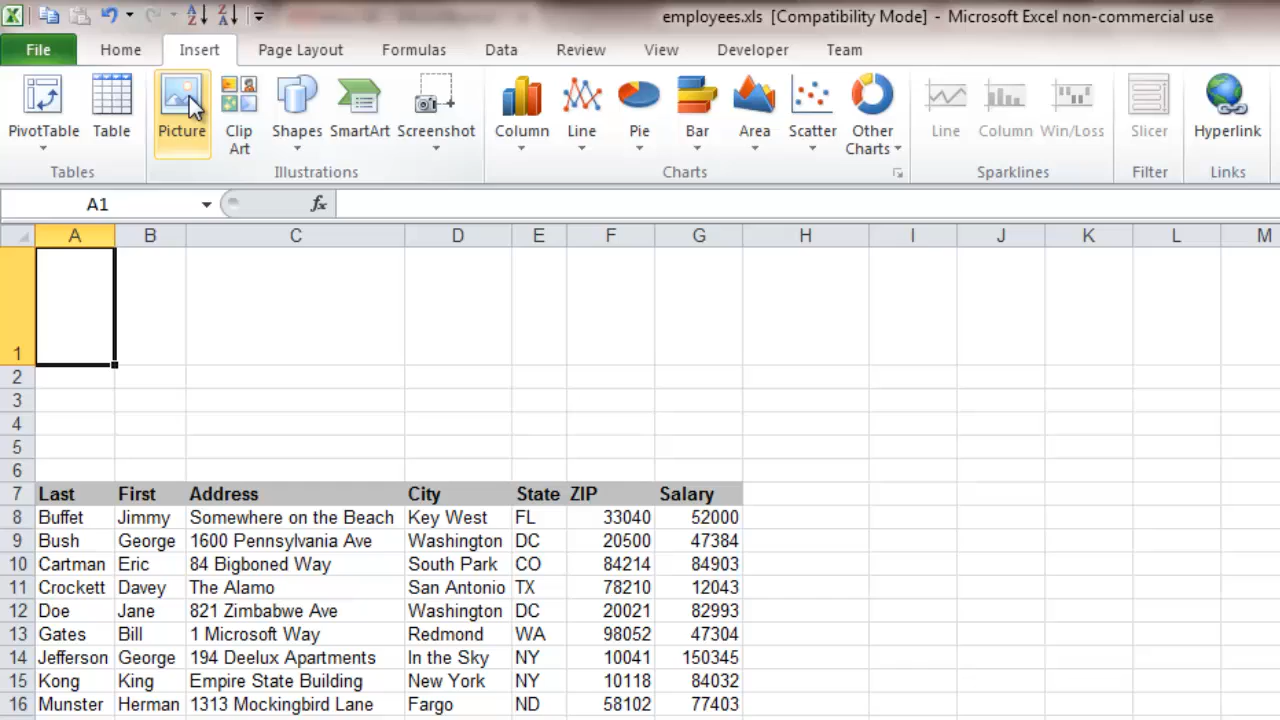 employees.xls [Compatibility Mode] - Microsoft Excel non-commercial use
File Home Insert Page Layout Formulas Data Review View Developer Team
PivotTable Table Picture Clip Art Shapes SmartArt Screenshot Column Line Pie Bar Area Scatter Other Charts Line Column Win/Loss Slicer Hyperlink
Tables Illustrations Charts Sparklines Filter Links
A1 fx
A B C D E F G H I J K L M
1
2
3
4
5
6
7 Last First Address City State ZIP Salary
8 Buffet Jimmy Somewhere on the Beach Key West FL 33040 52000
9 Bush George 1600 Pennsylvania Ave Washington DC 20500 47384
10 Cartman Eric 84 Bigboned Way South Park CO 84214 84903
11 Crockett Davey The Alamo San Antonio TX 78210 12043
12 Doe Jane 821 Zimbabwe Ave Washington DC 20021 82993
13 Gates Bill 1 Microsoft Way Redmond WA 98052 47304
14 Jefferson George 194 Deelux Apartments In the Sky NY 10041 150345
15 Kong King Empire State Building New York NY 10118 84032
16 Munster Herman 1313 Mockingbird Lane Fargo ND 58102 77403